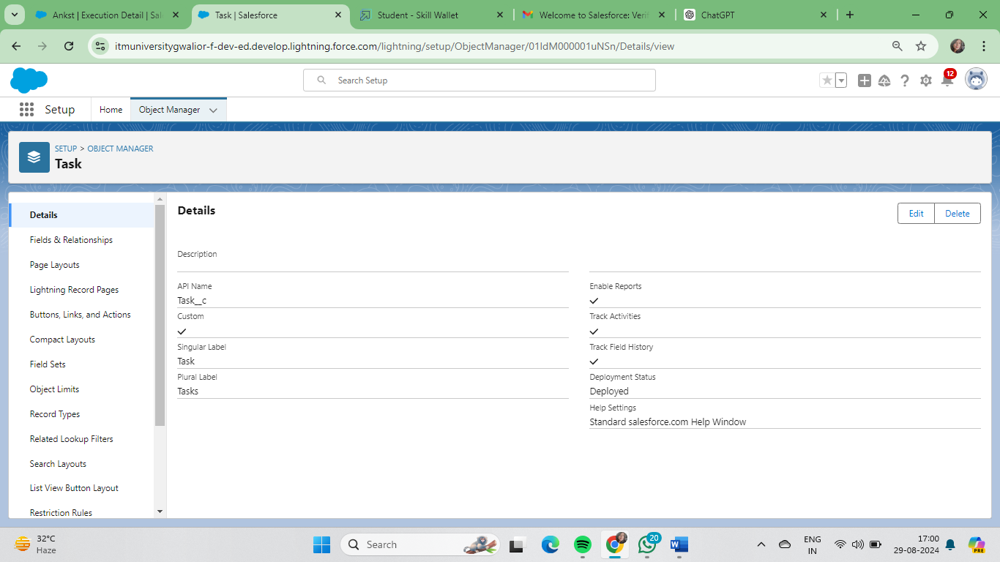 Ankst | Execution Detail | Sal
Task | Salesforce
Student - Skill Wallet
Welcome to Salesforce: Verif
ChatGPT
itmuniversitygwalior-f-dev-ed.develop.lightning.force.com/lightning/setup/ObjectManager/01IdM000001uNSn/Details/view
Search Setup
12
Setup
Home
Object Manager
SETUP > OBJECT MANAGER
Task
Details
Fields & Relationships
Page Layouts
Lightning Record Pages
Buttons, Links, and Actions
Compact Layouts
Field Sets
Object Limits
Record Types
Related Lookup Filters
Search Layouts
List View Button Layout
Restriction Rules
Details
Edit
Delete
Description
API Name
Task__c
Custom
Singular Label
Task
Plural Label
Tasks
Enable Reports
Track Activities
Track Field History
Deployment Status
Deployed
Help Settings
Standard salesforce.com Help Window
32°C
Haze
Search
20
ENG
IN
17:00
29-08-2024
PRE